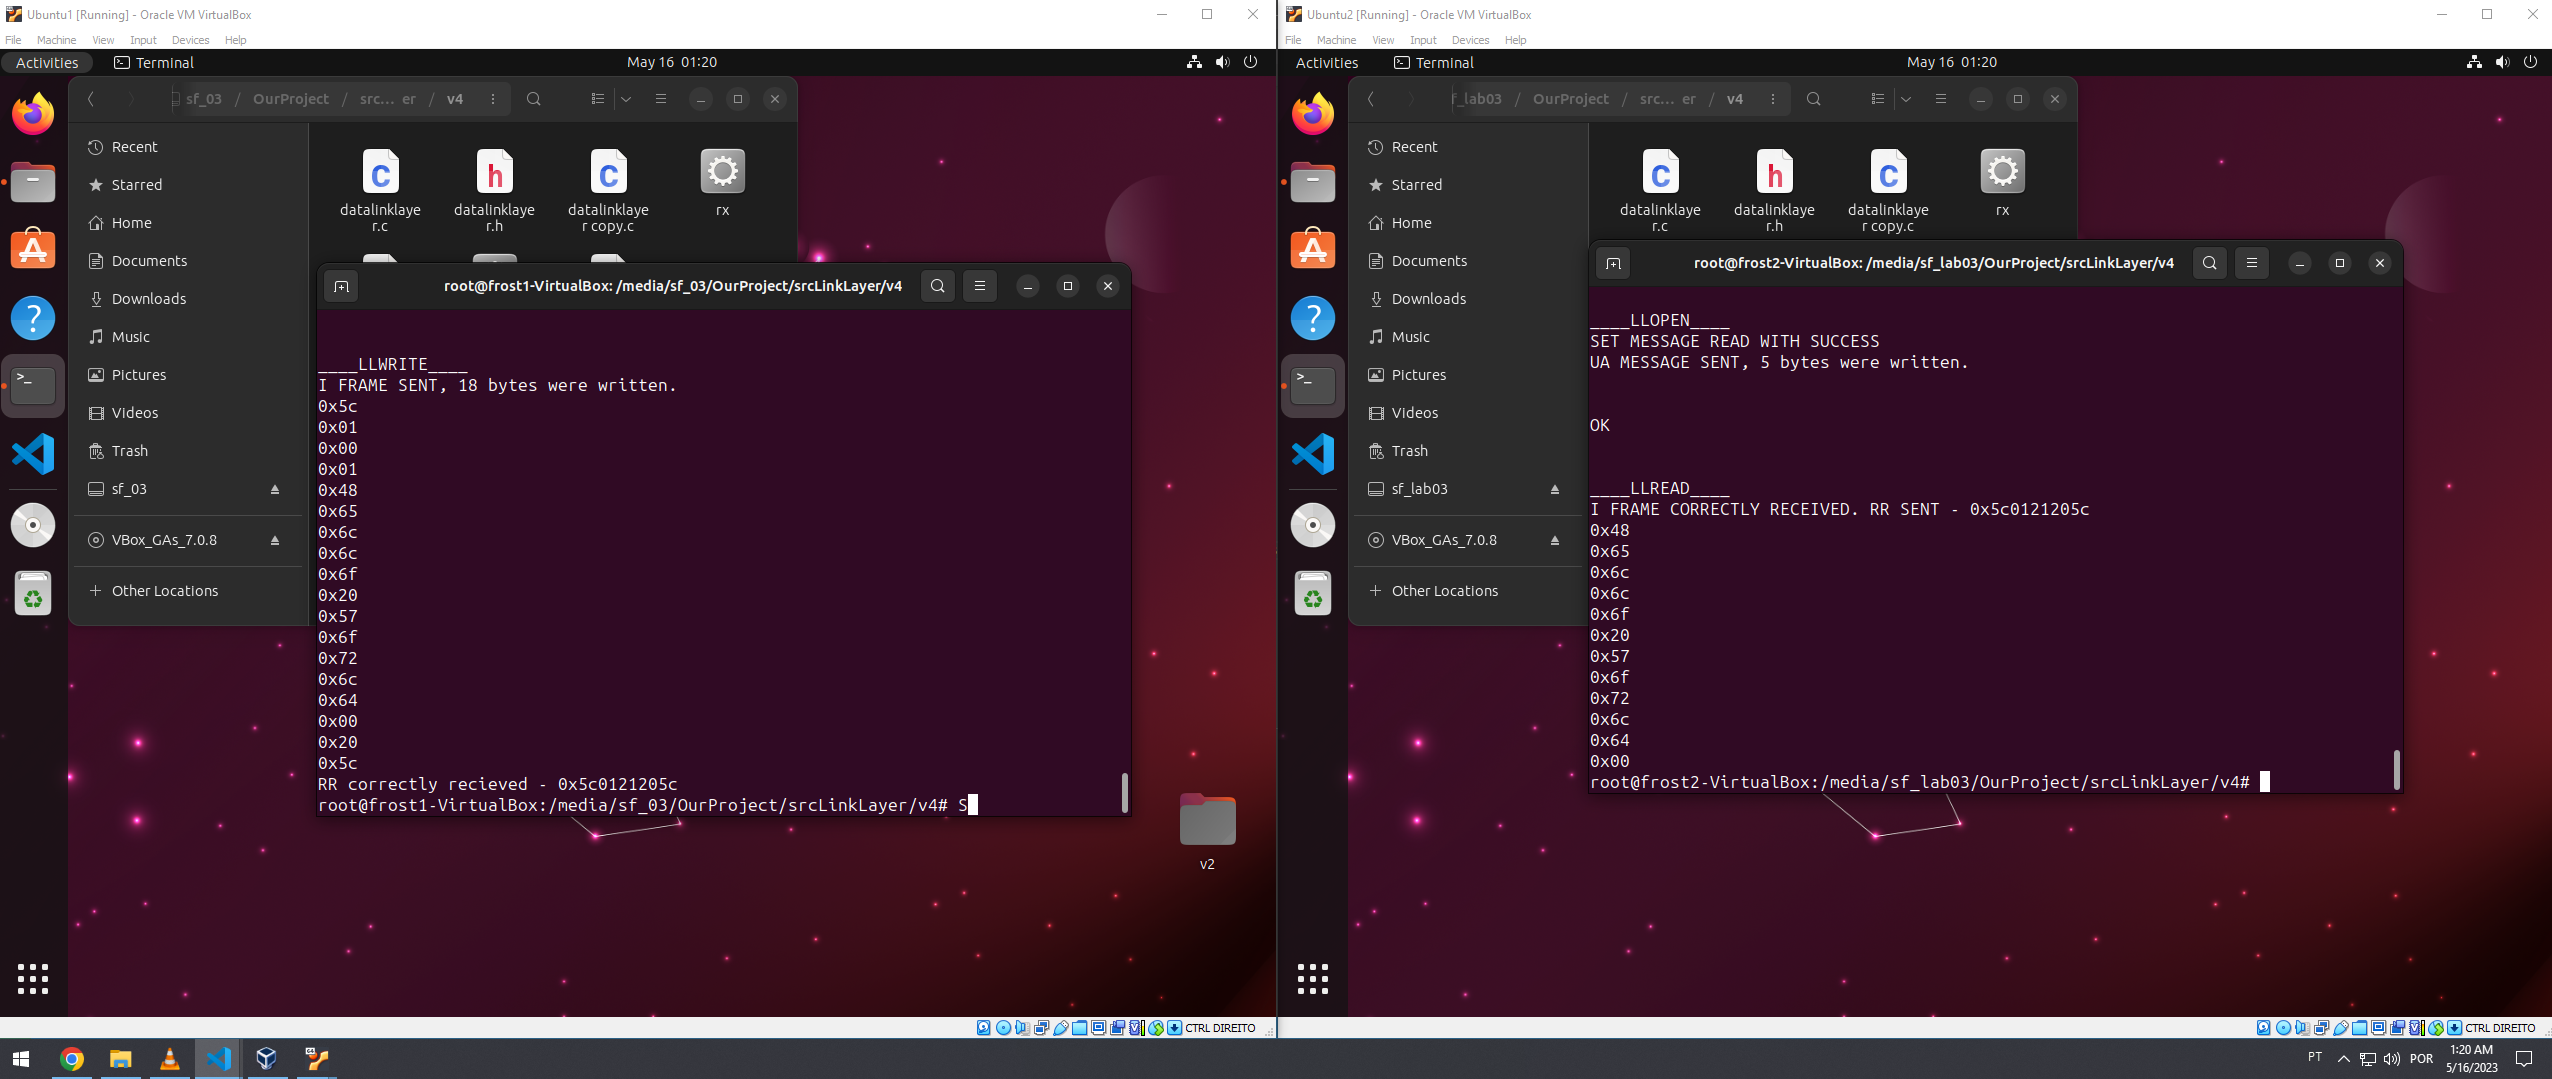 Ubuntu1 [Running] - Oracle VM VirtualBox
File Machine View Input Devices Help
Activities Terminal May 16 01:20
sf_03 / OurProject / src... er / v4
Recent
Starred
Home
Documents
Downloads
Music
Pictures
Videos
Trash
sf_03
VBox_GAs_7.0.8
Other Locations
datalinklaye
r.c
datalinklaye
r.h
datalinklaye
r copy.c
rx
root@frost1-VirtualBox: /media/sf_03/OurProject/srcLinkLayer/v4
____LLWRITE____
I FRAME SENT, 18 bytes were written.
0x5c
0x01
0x00
0x01
0x48
0x65
0x6c
0x6c
0x6f
0x20
0x57
0x6f
0x72
0x6c
0x64
0x00
0x20
0x5c
RR correctly recieved - 0x5c0121205c
root@frost1-VirtualBox:/media/sf_03/OurProject/srcLinkLayer/v4# S
v2
CTRL DIREITO
Ubuntu2 [Running] - Oracle VM VirtualBox
File Machine View Input Devices Help
Activities Terminal May 16 01:20
f_lab03 / OurProject / src... er / v4
Recent
Starred
Home
Documents
Downloads
Music
Pictures
Videos
Trash
sf_lab03
VBox_GAs_7.0.8
Other Locations
datalinklaye
r.c
datalinklaye
r.h
datalinklaye
r copy.c
rx
root@frost2-VirtualBox: /media/sf_lab03/OurProject/srcLinkLayer/v4
____LLOPEN____
SET MESSAGE READ WITH SUCCESS
UA MESSAGE SENT, 5 bytes were written.
OK
____LLREAD____
I FRAME CORRECTLY RECEIVED. RR SENT - 0x5c0121205c
0x48
0x65
0x6c
0x6c
0x6f
0x20
0x57
0x6f
0x72
0x6c
0x64
0x00
root@frost2-VirtualBox:/media/sf_lab03/OurProject/srcLinkLayer/v4#
CTRL DIREITO
PT POR 1:20 AM
5/16/2023